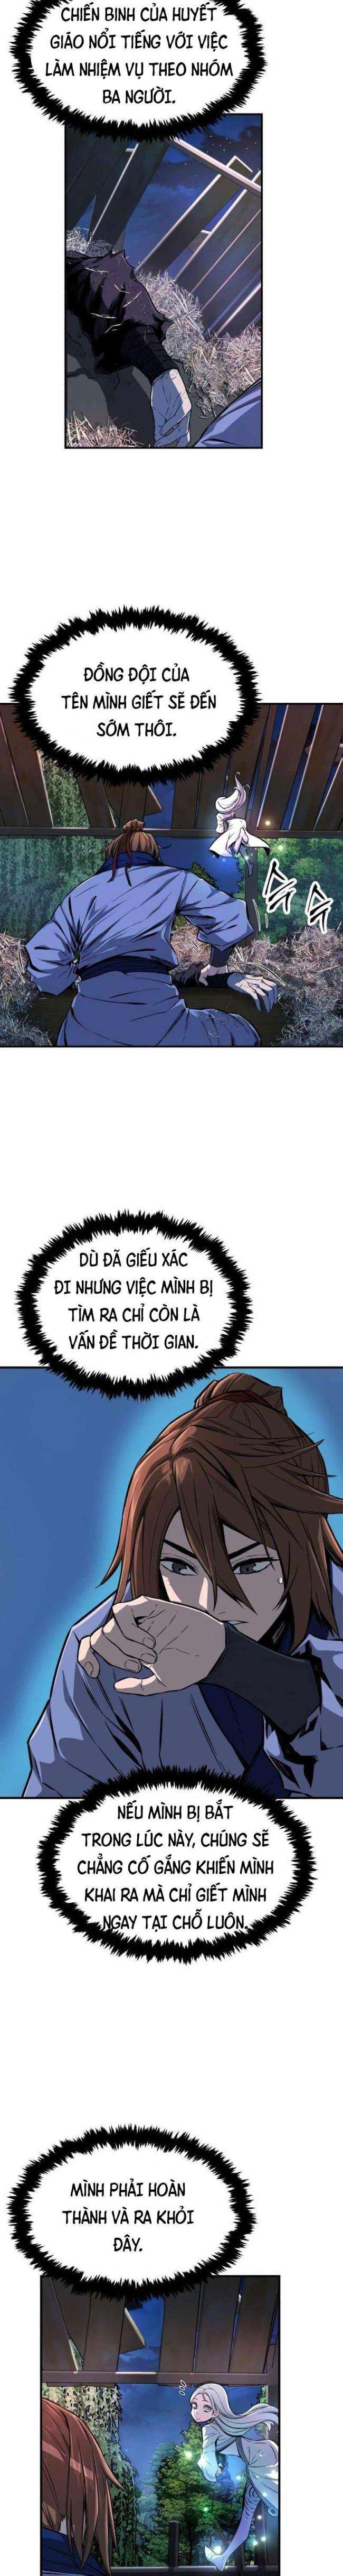 CHIẾN BINH CỦA HUYẾT
GIÁO NỔI TIẾNG VỚI VIỆC
LÀM NHIỆM VỤ THEO NHÓM
BA NGƯỜI.
ĐỒNG ĐỘI CỦA
TÊN MÌNH GIẾT SẼ ĐẾN
SỚM THÔI.
DÙ ĐÃ GIẤU XÁC
ĐI NHƯNG VIỆC MÌNH BỊ
TÌM RA CHỈ CÒN LÀ
VẤN ĐỀ THỜI GIAN.
NẾU MÌNH BỊ BẮT
TRONG LÚC NÀY, CHÚNG SẼ
CHẲNG CỐ GẮNG KHIẾN MÌNH
KHAI RA MÀ CHỈ GIẾT MÌNH
NGAY TẠI CHỖ LUÔN.
MÌNH PHẢI HOÀN
THÀNH VÀ RA KHỎI
ĐÂY.